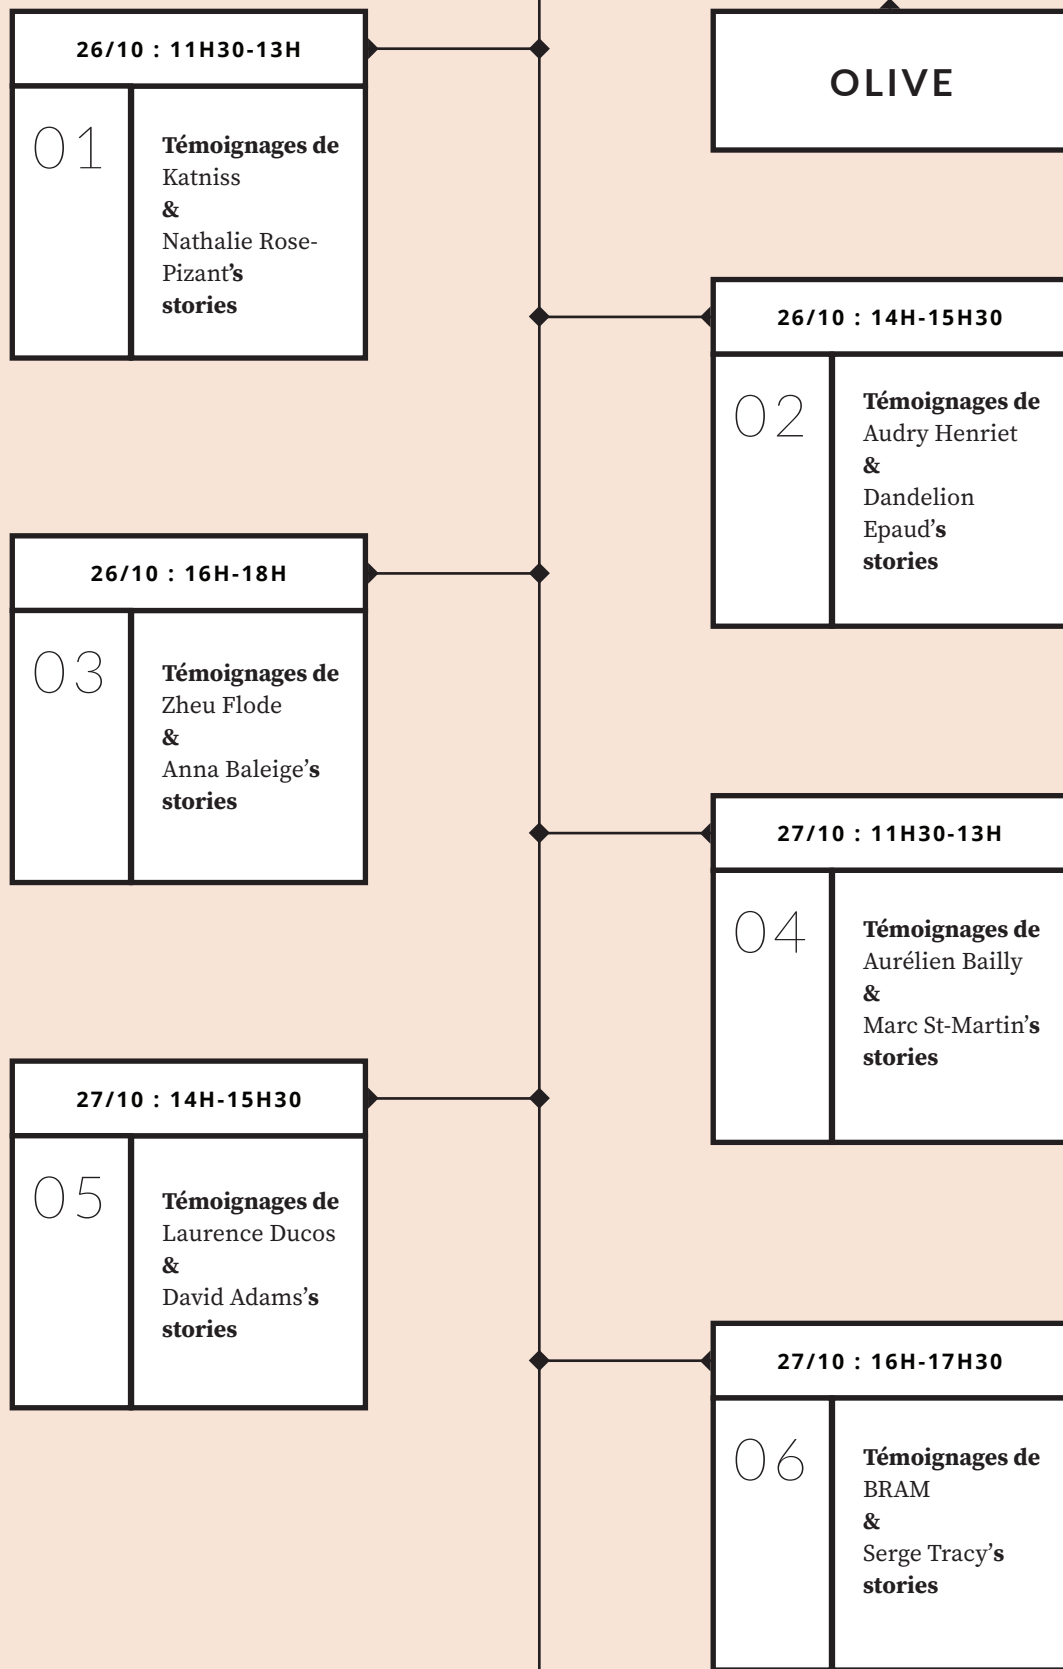 26/10 : 11H30-13H
01
Témoignages de
Katniss
&
Nathalie Rose-
Pizant’s
stories
OLIVE
26/10 : 14H-15H30
02
Témoignages de
Audry Henriet
&
Dandelion
Epaud’s
stories
26/10 : 16H-18H
03
Témoignages de
Zheu Flode
&
Anna Baleige’s
stories
27/10 : 11H30-13H
04
Témoignages de
Aurélien Bailly
&
Marc St-Martin’s
stories
27/10 : 14H-15H30
05
Témoignages de
Laurence Ducos
&
David Adams’s
stories
27/10 : 16H-17H30
06
Témoignages de
BRAM
&
Serge Tracy’s
stories